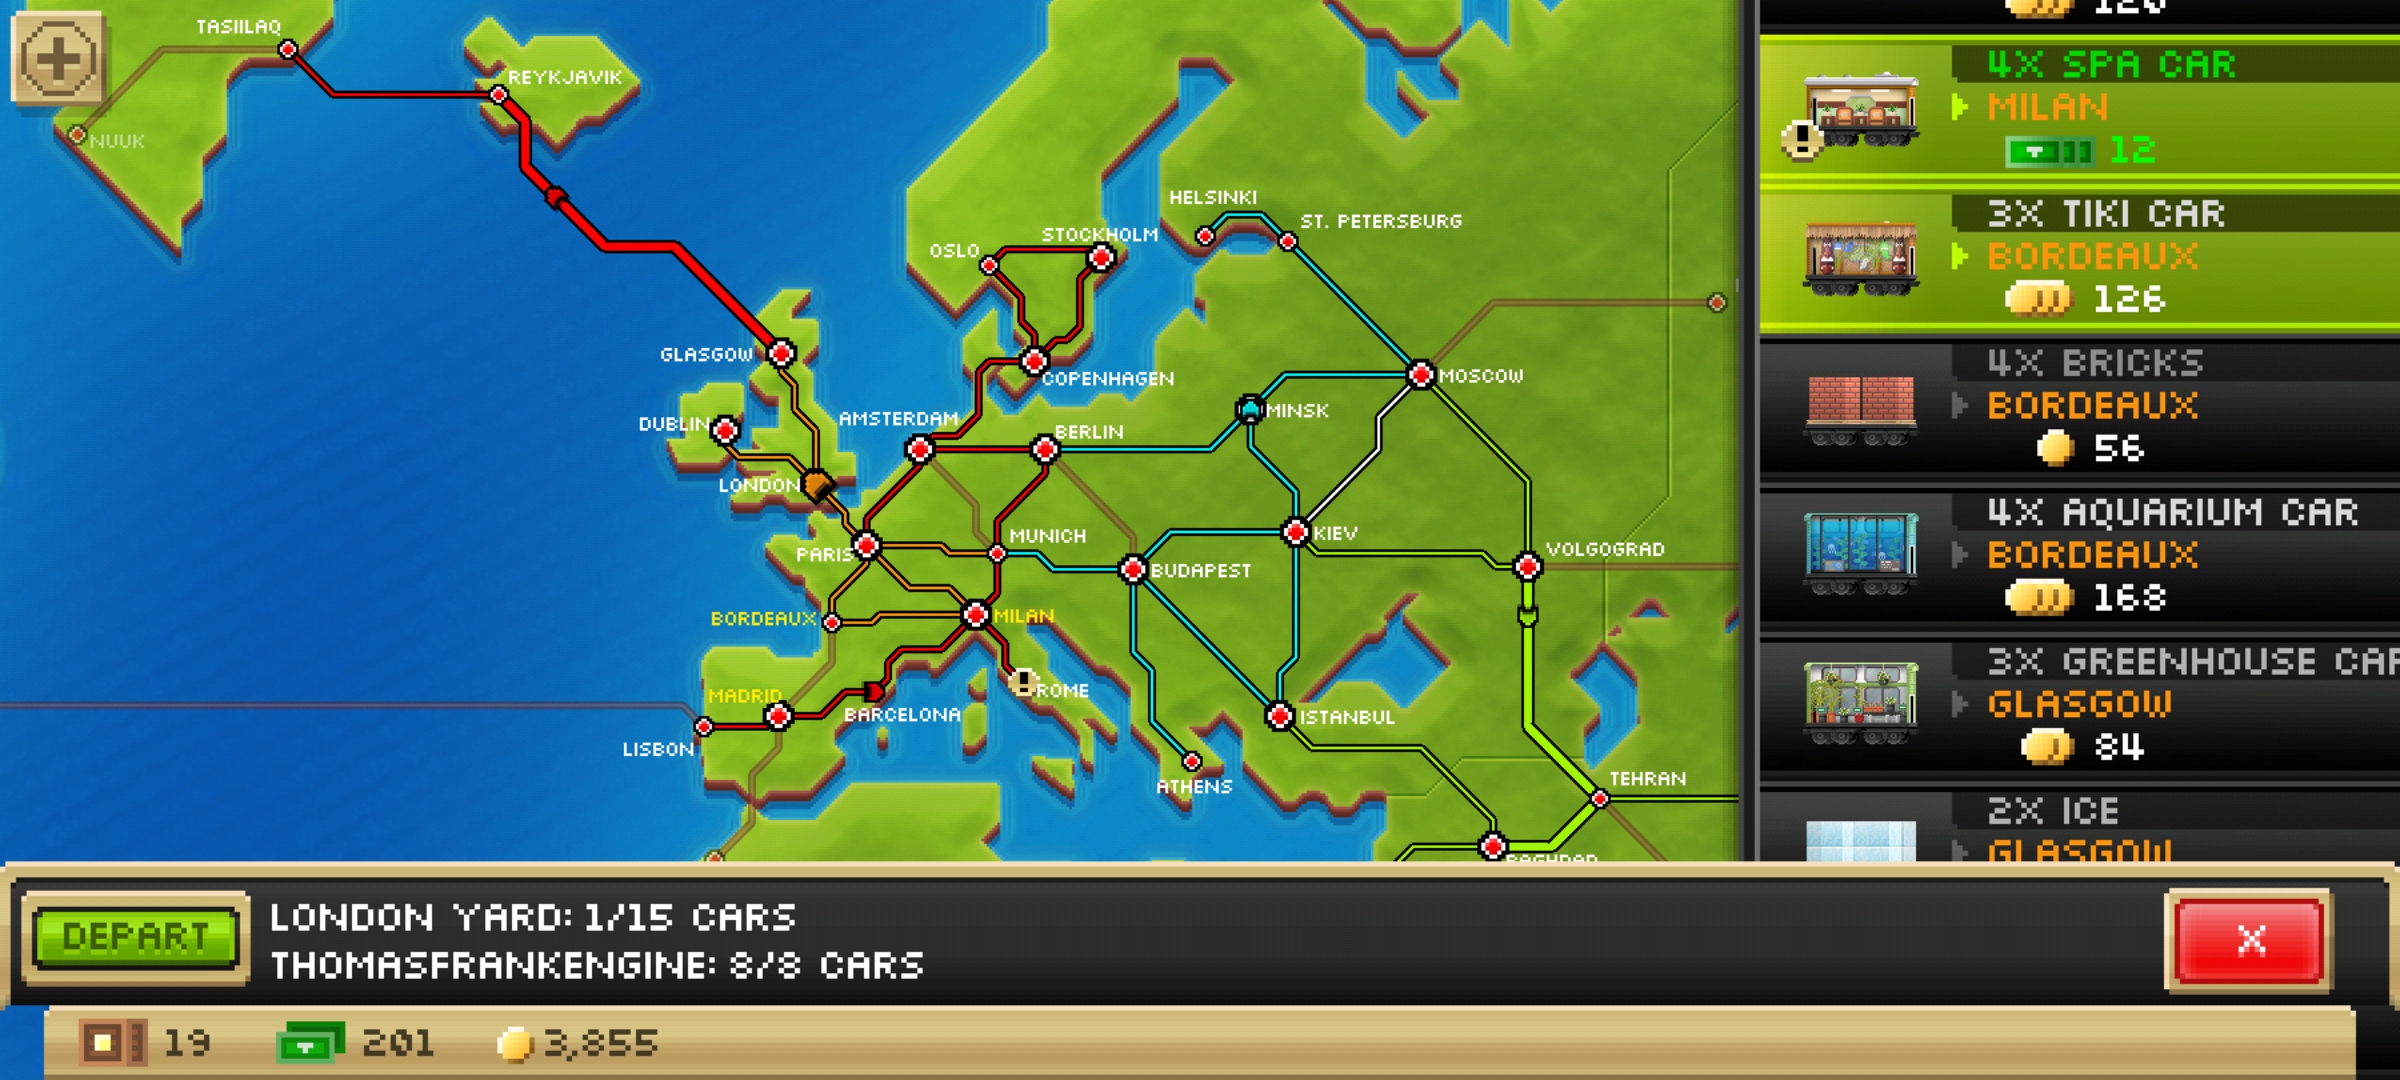 TASIILAQ
REYKJAVIK
NUUK
HELSINKI
ST. PETERSBURG
STOCKHOLM
OSLO
GLASGOW
COPENHAGEN
MOSCOW
DUBLIN
AMSTERDAM
BERLIN
MINSK
LONDON
PARIS
MUNICH
KIEV
VOLGOGRAD
BUDAPEST
BORDEAUX
MILAN
MADRID
ROME
BARCELONA
ISTANBUL
LISBON
ATHENS
TEHRAN
BAGHDAD
120
4X SPA CAR
MILAN
12
3X TIKI CAR
BORDEAUX
126
4X BRICKS
BORDEAUX
56
4X AQUARIUM CAR
BORDEAUX
168
3X GREENHOUSE CAR
GLASGOW
84
2X ICE
GLASGOW
DEPART
LONDON YARD: 1/15 CARS
THOMASFRANKENGINE: 8/8 CARS
X
19
201
3,855